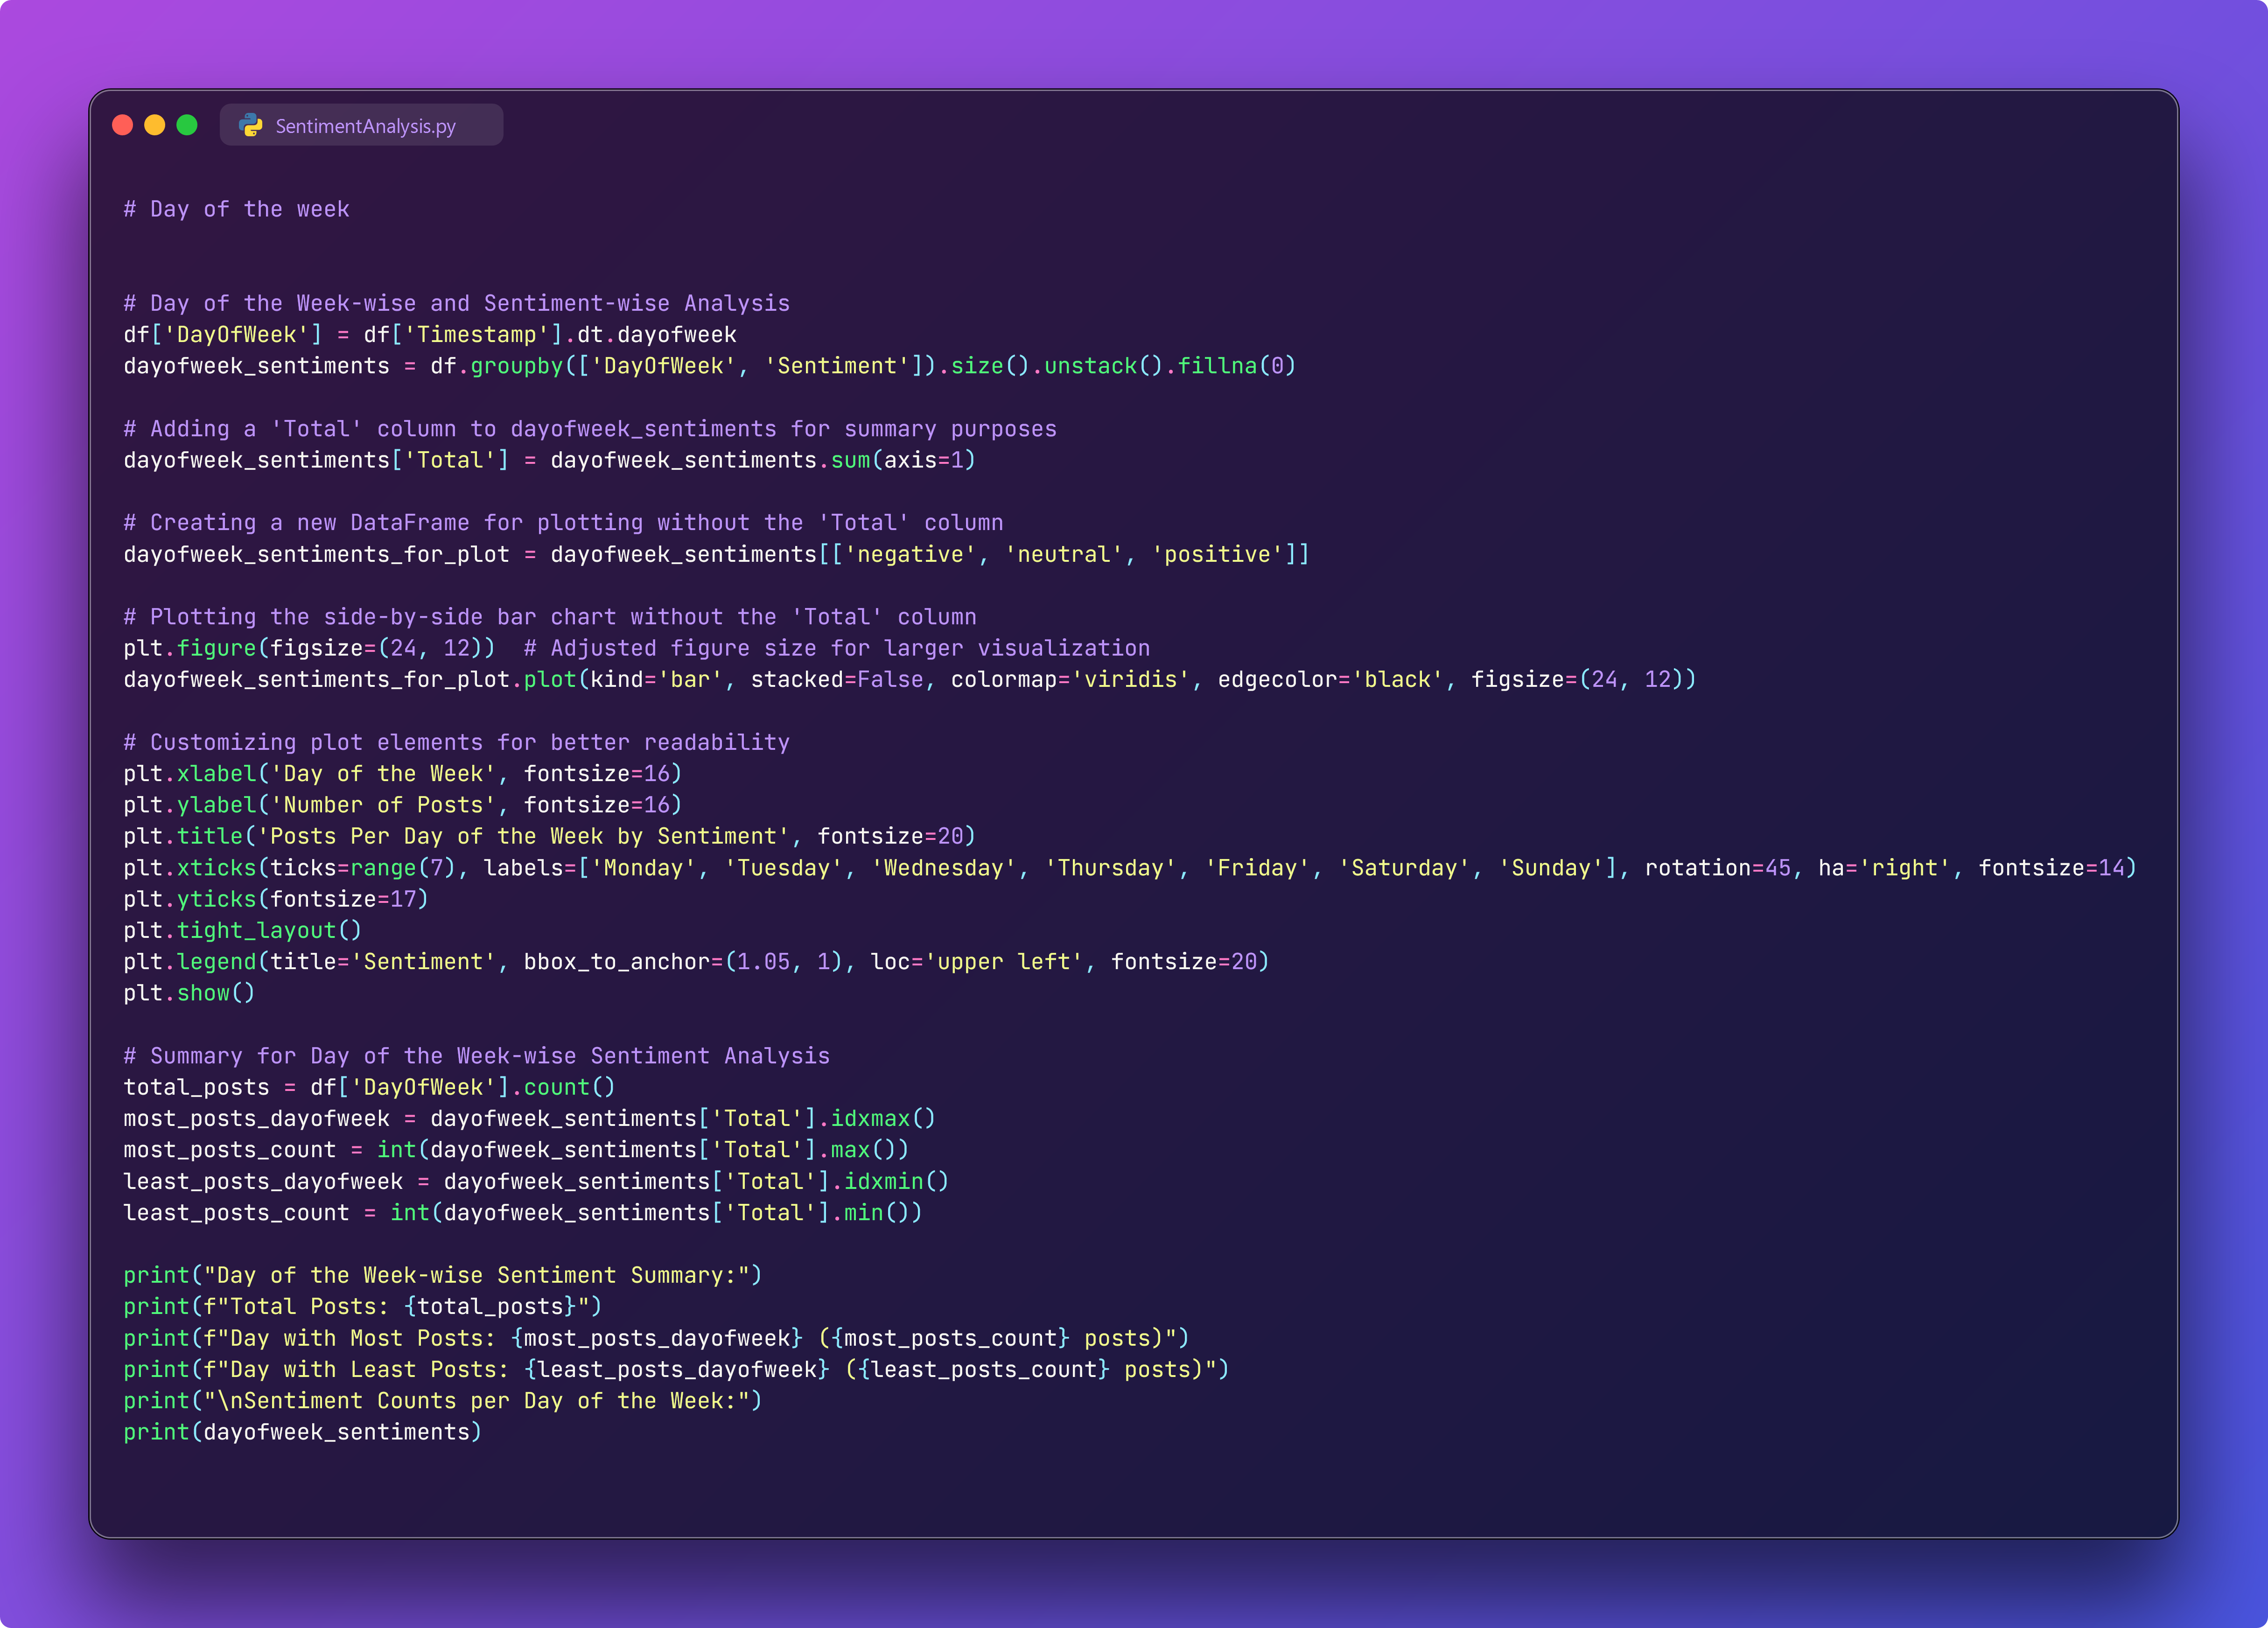 SentimentAnalysis.py
# Day of the week
# Day of the Week-wise and Sentiment-wise Analysis
df['DayOfWeek'] = df['Timestamp'].dt.dayofweek
dayofweek_sentiments = df.groupby(['DayOfWeek', 'Sentiment']).size().unstack().fillna(0)
# Adding a 'Total' column to dayofweek_sentiments for summary purposes
dayofweek_sentiments['Total'] = dayofweek_sentiments.sum(axis=1)
# Creating a new DataFrame for plotting without the 'Total' column
dayofweek_sentiments_for_plot = dayofweek_sentiments[['negative', 'neutral', 'positive']]
# Plotting the side-by-side bar chart without the 'Total' column
plt.figure(figsize=(24, 12))  # Adjusted figure size for larger visualization
dayofweek_sentiments_for_plot.plot(kind='bar', stacked=False, colormap='viridis', edgecolor='black', figsize=(24, 12))
# Customizing plot elements for better readability
plt.xlabel('Day of the Week', fontsize=16)
plt.ylabel('Number of Posts', fontsize=16)
plt.title('Posts Per Day of the Week by Sentiment', fontsize=20)
plt.xticks(ticks=range(7), labels=['Monday', 'Tuesday', 'Wednesday', 'Thursday', 'Friday', 'Saturday', 'Sunday'], rotation=45, ha='right', fontsize=14)
plt.yticks(fontsize=17)
plt.tight_layout()
plt.legend(title='Sentiment', bbox_to_anchor=(1.05, 1), loc='upper left', fontsize=20)
plt.show()
# Summary for Day of the Week-wise Sentiment Analysis
total_posts = df['DayOfWeek'].count()
most_posts_dayofweek = dayofweek_sentiments['Total'].idxmax()
most_posts_count = int(dayofweek_sentiments['Total'].max())
least_posts_dayofweek = dayofweek_sentiments['Total'].idxmin()
least_posts_count = int(dayofweek_sentiments['Total'].min())
print("Day of the Week-wise Sentiment Summary:")
print(f"Total Posts: {total_posts}")
print(f"Day with Most Posts: {most_posts_dayofweek} ({most_posts_count} posts)")
print(f"Day with Least Posts: {least_posts_dayofweek} ({least_posts_count} posts)")
print("\nSentiment Counts per Day of the Week:")
print(dayofweek_sentiments)